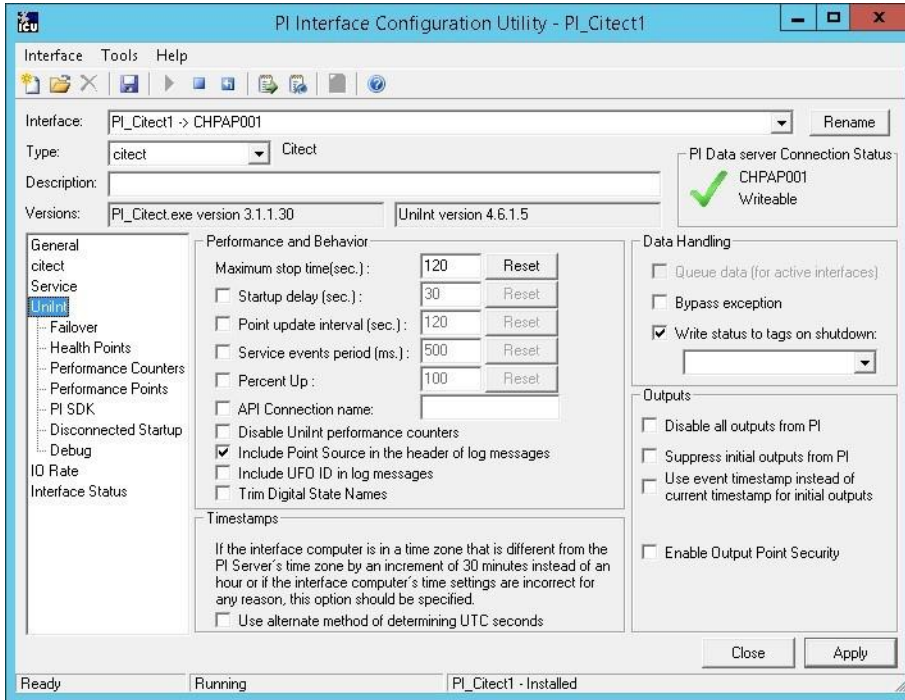 PI Interface Configuration Utility - PI_Citect1
Interface Tools Help
Interface: PI_Citect1 -> CHPAP001 Rename
Type: citect Citect
Description:
Versions: PI_Citect.exe version 3.1.1.30 UniInt version 4.6.1.5
PI Data server Connection Status
CHPAP001
Writeable
General
citect
Service
UniInt
Failover
Health Points
Performance Counters
Performance Points
PI SDK
Disconnected Startup
Debug
IO Rate
Interface Status
Performance and Behavior
Maximum stop time(sec.) : 120 Reset
Startup delay (sec.) : 30 Reset
Point update interval (sec.) : 120 Reset
Service events period (ms.) : 500 Reset
Percent Up : 100 Reset
API Connection name:
Disable UniInt performance counters
Include Point Source in the header of log messages
Include UFO ID in log messages
Trim Digital State Names
Timestamps
If the interface computer is in a time zone that is different from the
PI Server's time zone by an increment of 30 minutes instead of an
hour or if the interface computer's time settings are incorrect for
any reason, this option should be specified.
Use alternate method of determining UTC seconds
Data Handling
Queue data (for active interfaces)
Bypass exception
Write status to tags on shutdown:
Outputs
Disable all outputs from PI
Suppress initial outputs from PI
Use event timestamp instead of
current timestamp for initial outputs
Enable Output Point Security
Close Apply
Ready Running PI_Citect1 - Installed